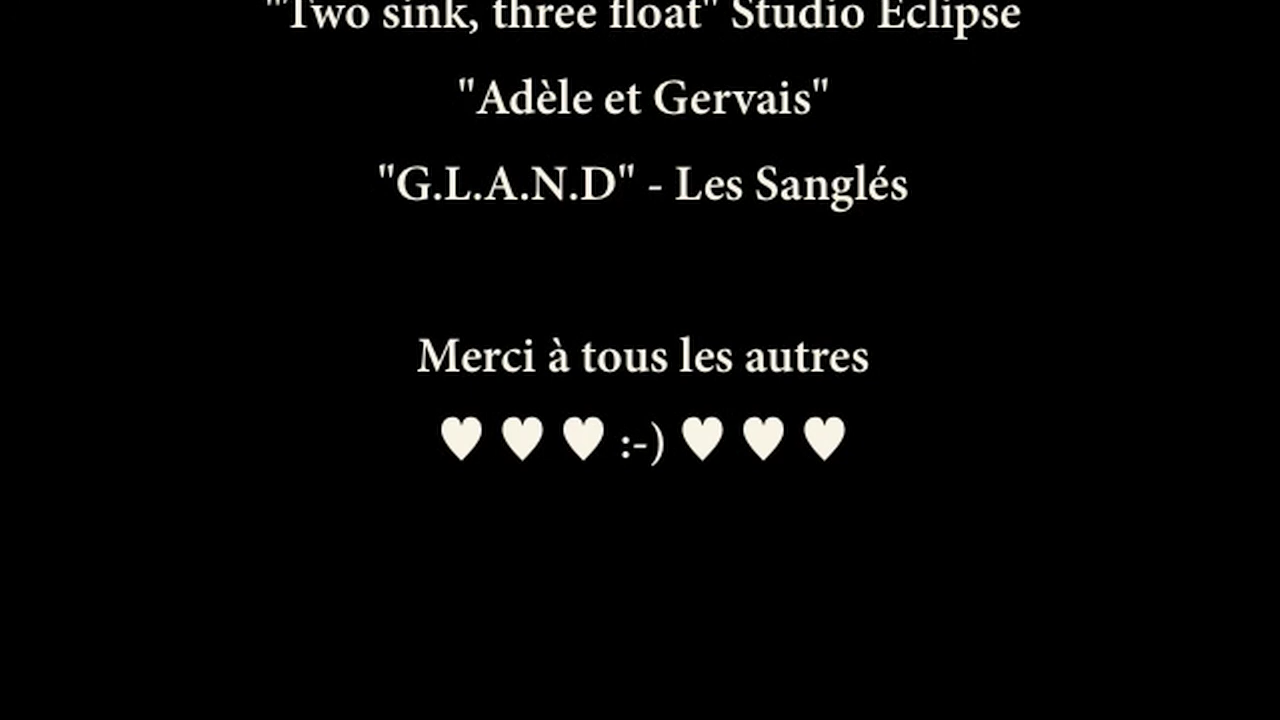 "Two sink, three float" Studio Eclipse
"Adèle et Gervais"
"G.L.A.N.D" - Les Sanglés
Merci à tous les autres
♥ ♥ ♥ :-) ♥ ♥ ♥